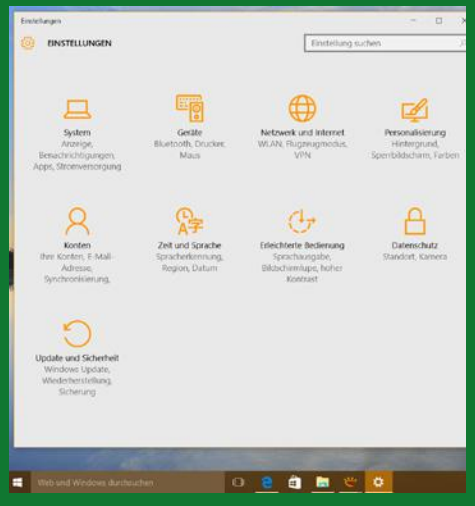 Einstellungen
EINSTELLUNGEN
Einstellung suchen
System
Anzeige,
Benachrichtigungen,
Apps, Stromversorgung
Geräte
Bluetooth, Drucker,
Maus
Netzwerk und Internet
WLAN, Flugzeugmodus,
VPN
Personalisierung
Hintergrund,
Sperrbildschirm, Farben
Konten
Ihre Konten, E-Mail-
Adresse,
Synchronisierung,
Zeit und Sprache
Spracherkennung,
Region, Datum
Erleichterte Bedienung
Sprachausgabe,
Bildschirmlupe, hoher
Kontrast
Datenschutz
Standort, Kamera
Update und Sicherheit
Windows Update,
Wiederherstellung,
Sicherung
Web und Windows durchsuchen